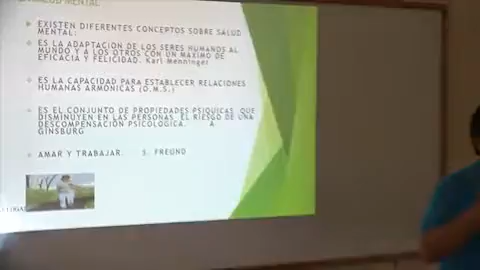 SALUD MENTAL
EXISTEN DIFERENTES CONCEPTOS SOBRE SALUD
MENTAL:
ES LA ADAPTACION DE LOS SERES HUMANOS AL
MUNDO Y A LOS OTROS CON UN MAXIMO DE
EFICACIA Y FELICIDAD. Karl Menninger
ES LA CAPACIDAD PARA ESTABLECER RELACIONES
HUMANAS ARMONICAS (O.M.S.)
ES EL CONJUNTO DE PROPIEDADES PSIQUICAS QUE
DISMINUYEN EN LAS PERSONAS EL RIESGO DE UNA
DESCOMPENSACION PSICOLOGICA. A
GINSBURG
AMAR Y TRABAJAR. S. FREUND